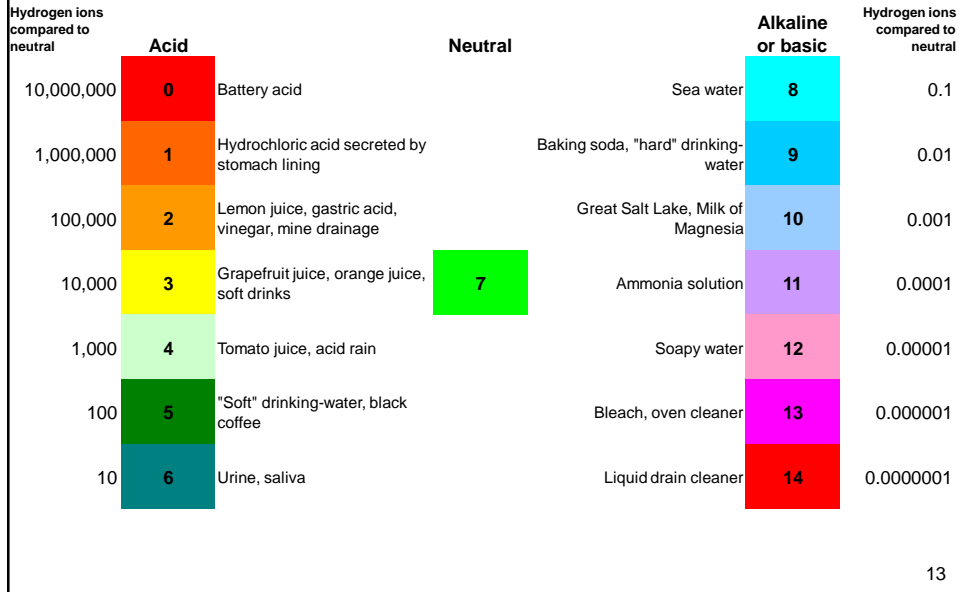 Hydrogen ions
compared to
neutral
Acid
Neutral
Alkaline
or basic
Hydrogen ions
compared to
neutral
10,000,000 0 Battery acid
Sea water 8 0.1
1,000,000 1 Hydrochloric acid secreted by
stomach lining
Baking soda, "hard" drinking-
water 9 0.01
100,000 2 Lemon juice, gastric acid,
vinegar, mine drainage
Great Salt Lake, Milk of
Magnesia 10 0.001
10,000 3 Grapefruit juice, orange juice,
soft drinks
7
Ammonia solution 11 0.0001
1,000 4 Tomato juice, acid rain
Soapy water 12 0.00001
100 5 "Soft" drinking-water, black
coffee
Bleach, oven cleaner 13 0.000001
10 6 Urine, saliva
Liquid drain cleaner 14 0.0000001
13